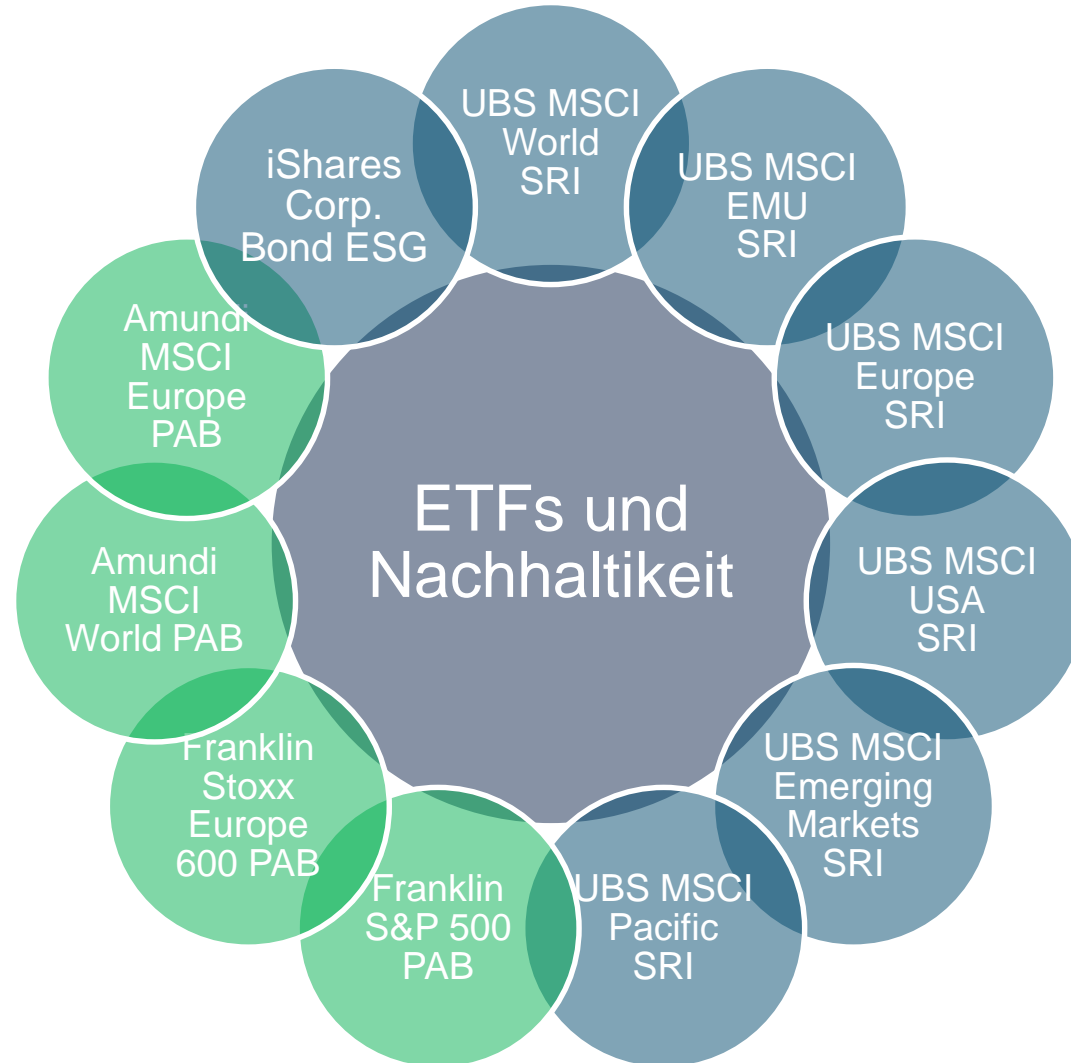 ETFs und
Nachhaltikeit
UBS MSCI
World
SRI
UBS MSCI
EMU
SRI
UBS MSCI
Europe
SRI
UBS MSCI
USA
SRI
UBS MSCI
Emerging
Markets
SRI
UBS MSCI
Pacific
SRI
Franklin
S&P 500
PAB
Franklin
Stoxx
Europe
600 PAB
Amundi
MSCI
World PAB
Amundi
MSCI
Europe
PAB
iShares
Corp.
Bond ESG